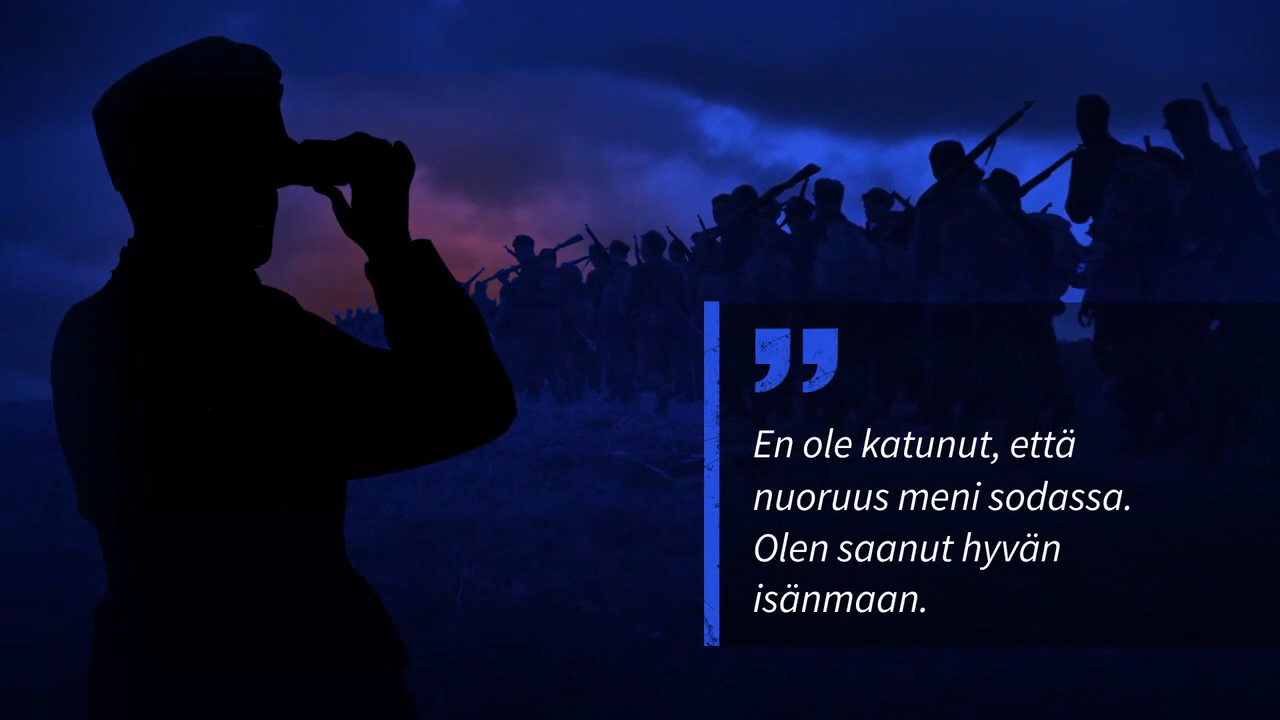 ”
En ole katunut, että
nuoruus meni sodassa.
Olen saanut hyvän
isänmaan.